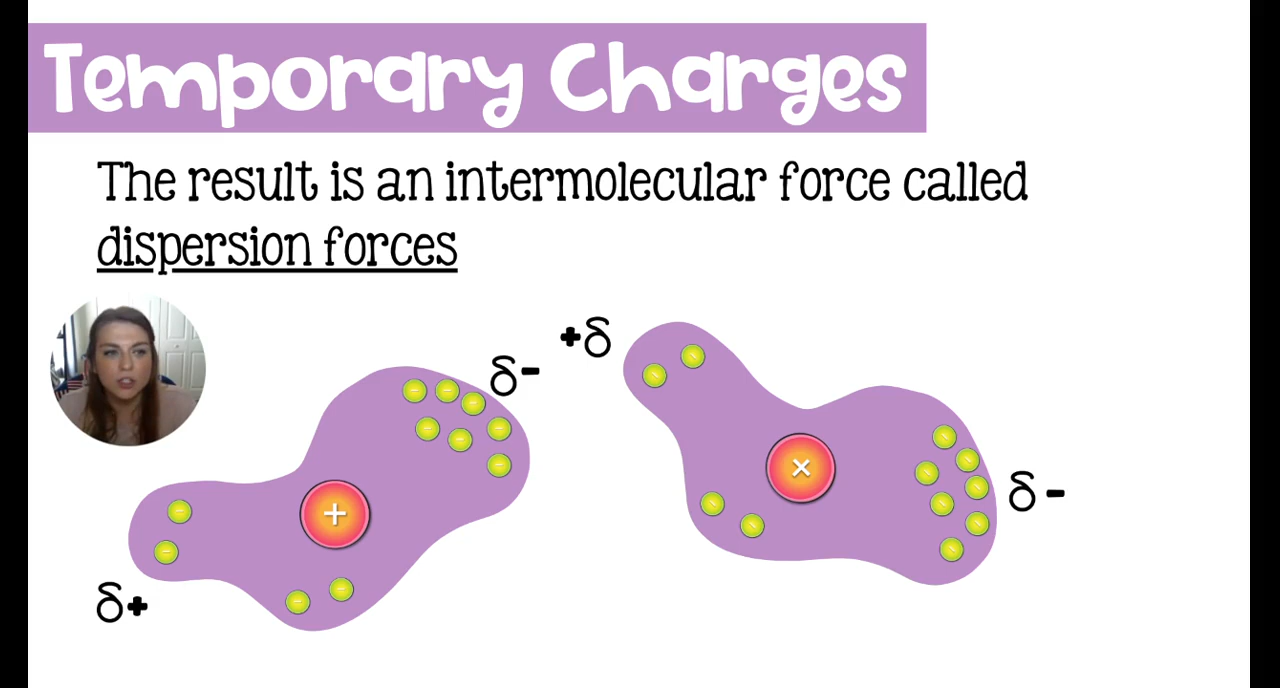 Temporary Charges
The result is an intermolecular force called
dispersion forces
+δ
δ-
δ-
δ+